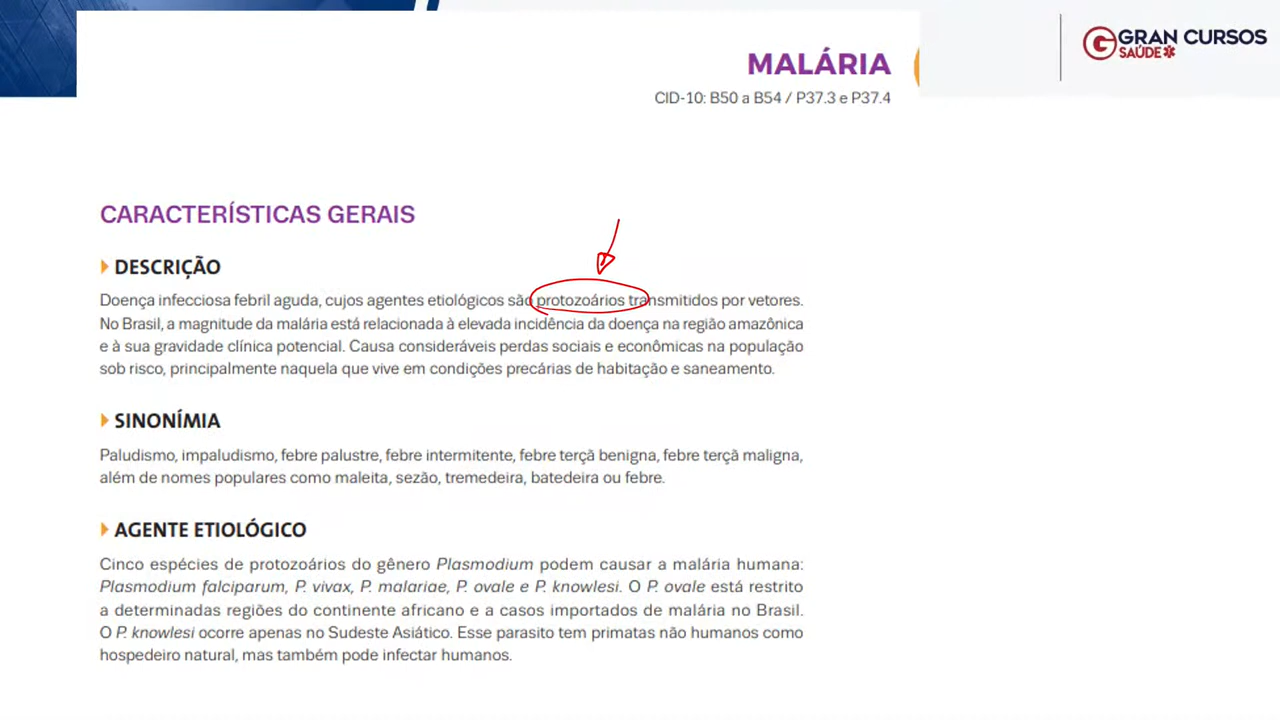 GRAN CURSOS
SAÚDE
MALÁRIA
CID-10: B50 a B54 / P37.3 e P37.4
CARACTERÍSTICAS GERAIS
DESCRIÇÃO
Doença infecciosa febril aguda, cujos agentes etiológicos são protozoários transmitidos por vetores.
No Brasil, a magnitude da malária está relacionada à elevada incidência da doença na região amazônica
e à sua gravidade clínica potencial. Causa consideráveis perdas sociais e econômicas na população
sob risco, principalmente naquela que vive em condições precárias de habitação e saneamento.
SINONÍMIA
Paludismo, impaludismo, febre palustre, febre intermitente, febre terçã benigna, febre terçã maligna,
além de nomes populares como maleita, sezão, tremedeira, batedeira ou febre.
AGENTE ETIOLÓGICO
Cinco espécies de protozoários do gênero Plasmodium podem causar a malária humana:
Plasmodium falciparum, P. vivax, P. malariae, P. ovale e P. knowlesi. O P. ovale está restrito
a determinadas regiões do continente africano e a casos importados de malária no Brasil.
O P. knowlesi ocorre apenas no Sudeste Asiático. Esse parasito tem primatas não humanos como
hospedeiro natural, mas também pode infectar humanos.